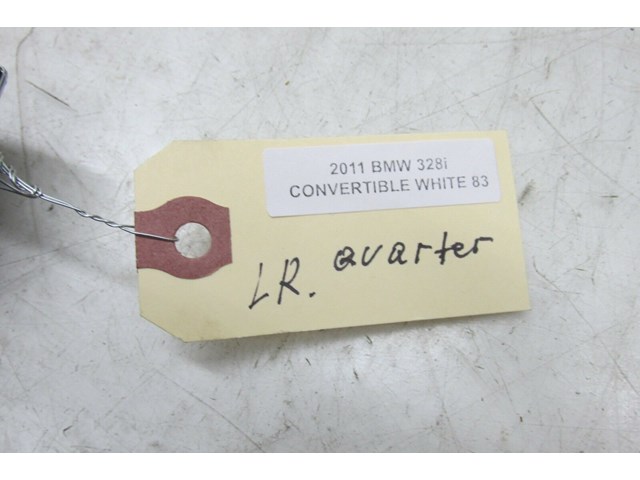 2011 BMW 328i
CONVERTIBLE WHITE 83
LR. quarter